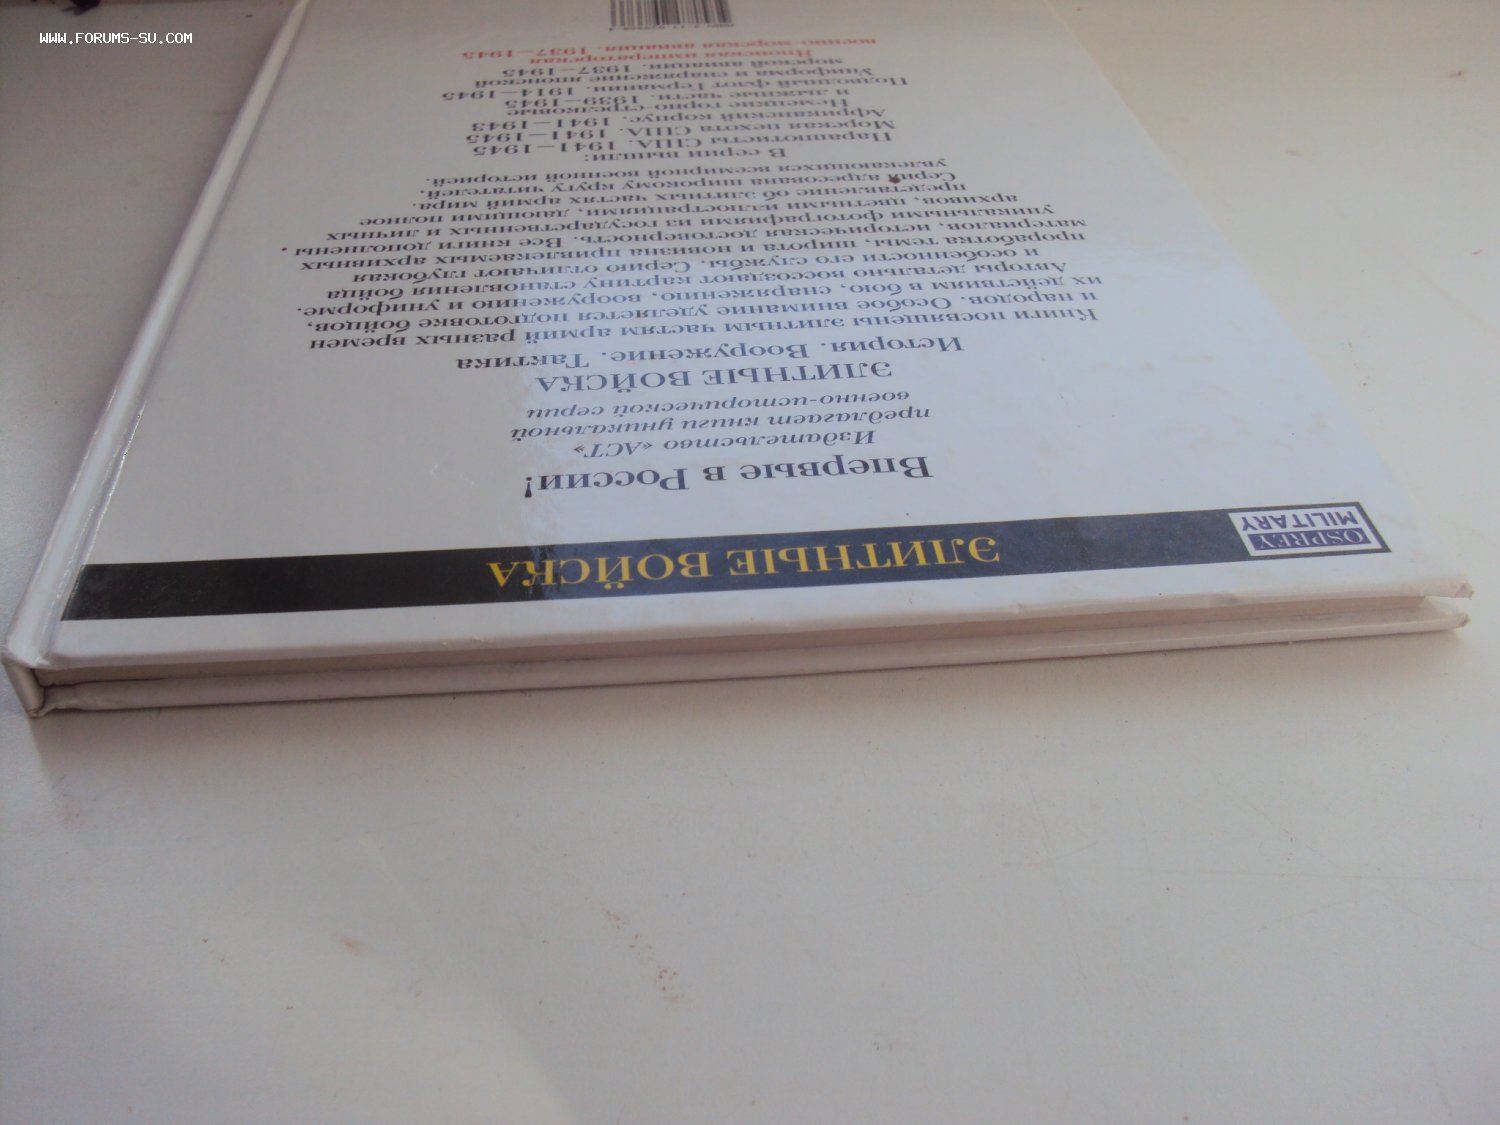 WWW.FORUMS-SU.COM
OSPREY
MILITARY
ЭЛИТНЫЕ ВОЙСКА
Впервые в России!
Издательство «АСТ»
предлагает книги уникальной
военно-исторической серии
ЭЛИТНЫЕ ВОЙСКА
История. Вооружение. Тактика
Книги посвящены элитным частям армий разных времен
и народов. Особое внимание уделяется подготовке бойцов,
их действиям в бою, снаряжению, вооружению и униформе.
Авторы детально воссоздают картину становления бойца
и особенности его службы. Серию отличают глубокая
проработка темы, широта и новизна привлекаемых архивных
материалов, историческая достоверность. Все книги дополнены
уникальными фотографиями из государственных и личных
архивов, цветными иллюстрациями, дающими полное
представление об элитных частях армий мира.
Серия адресована широкому кругу читателей,
увлекающихся всемирной военной историей.
В серии вышли:
Парашютисты США. 1941—1945
Морская пехота США. 1941—1945
Африканский корпус. 1941—1943
Немецкие горно-стрелковые
и лыжные части. 1939—1945
Подводный флот Германии. 1914—1945
Униформа и снаряжение японской
морской авиации. 1937—1945
Японская императорская
военно-морская авиация. 1937—1945